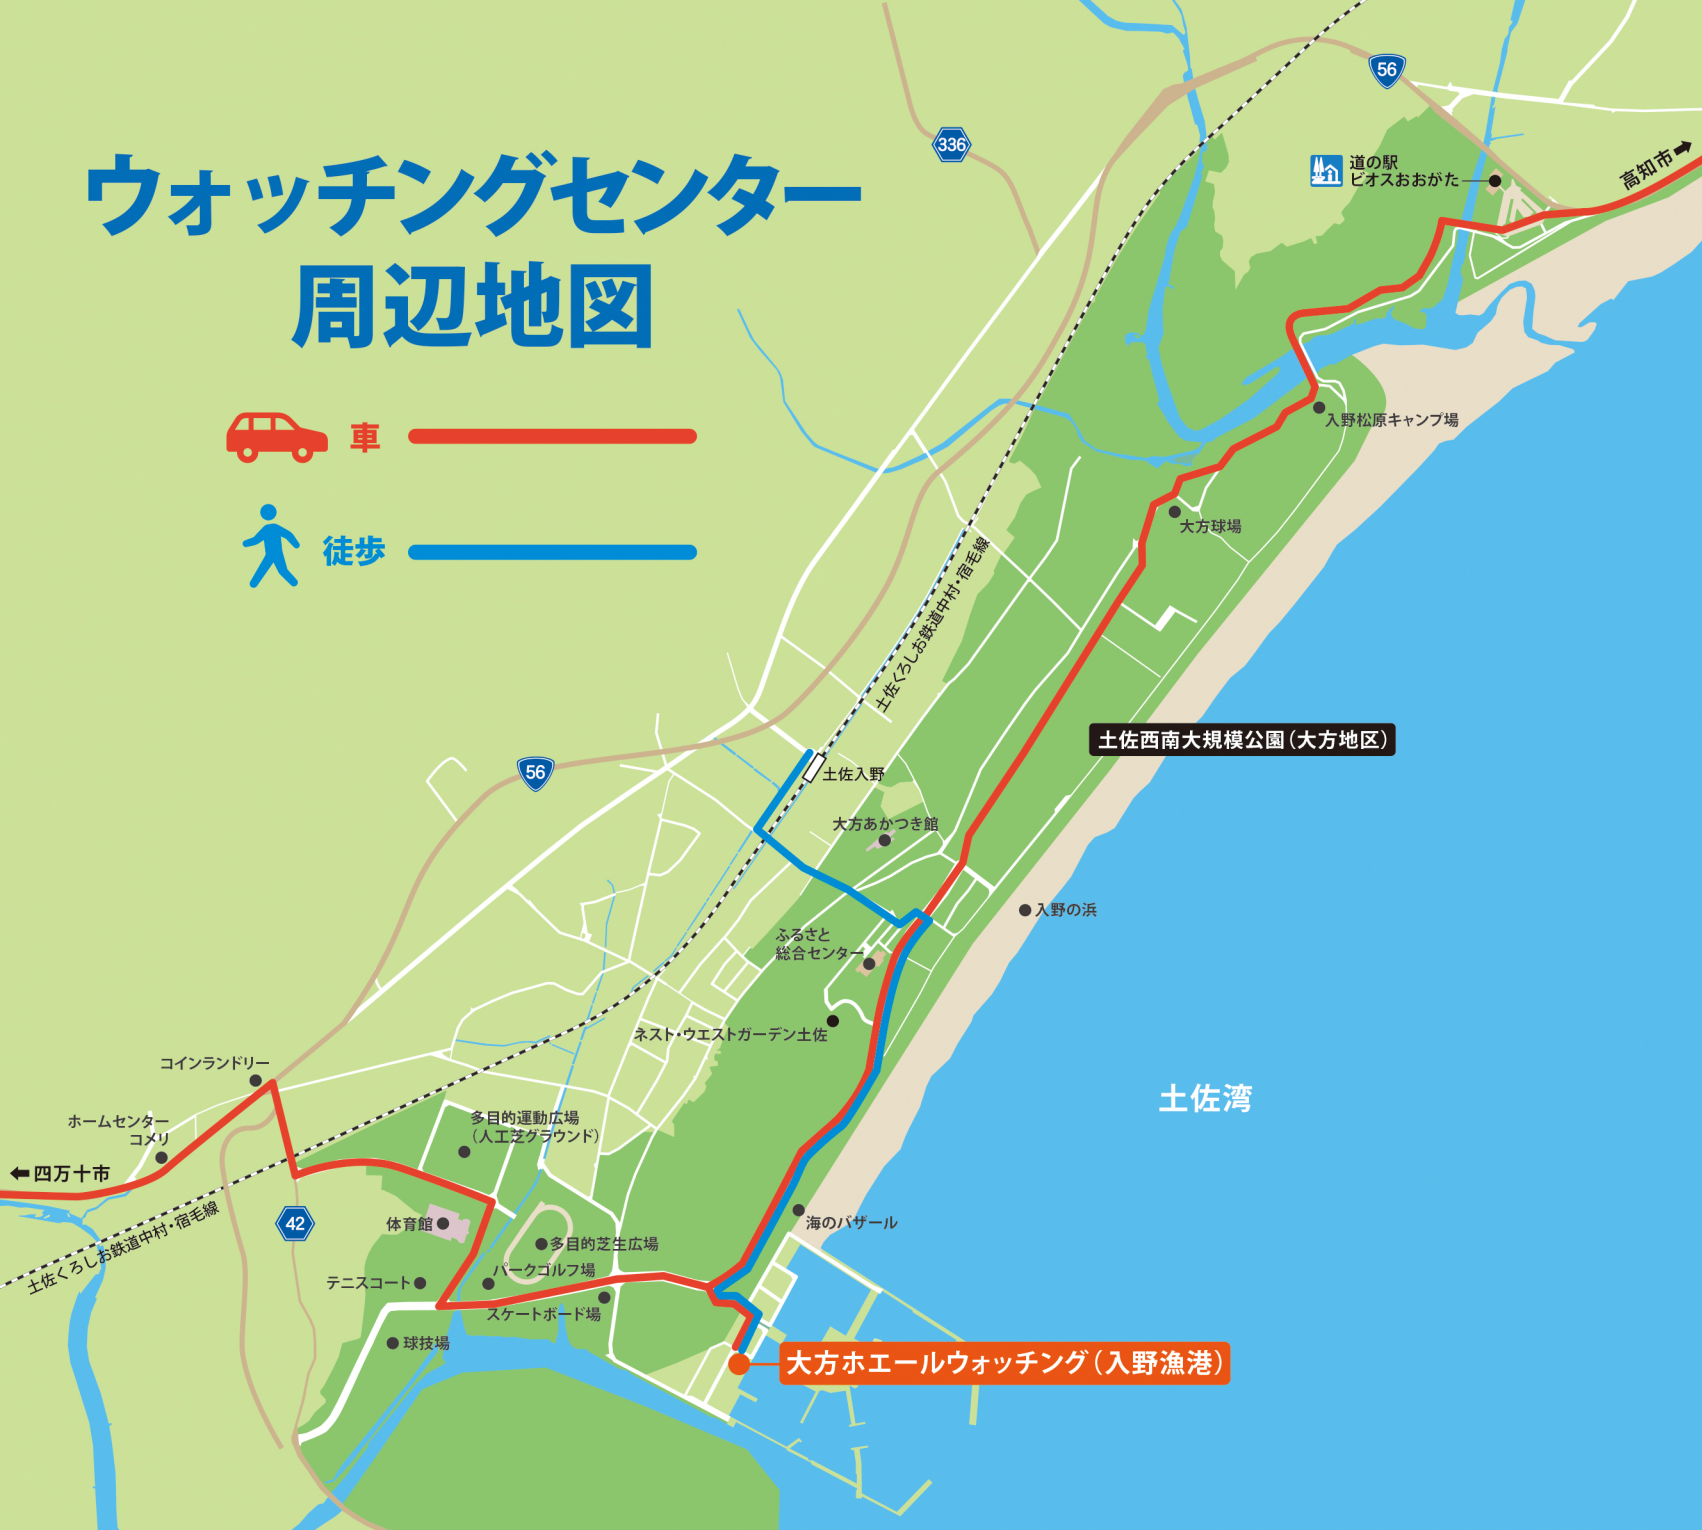 ウォッチングセンター
周辺地図
車
徒歩
336
56
道の駅
ビオスおおがた
高知市
入野松原キャンプ場
大方球場
土佐くろしお鉄道中村・宿毛線
土佐西南大規模公園（大方地区）
56
土佐入野
大方あかつき館
入野の浜
ふるさと
総合センター
ネスト・ウエストガーデン土佐
コインランドリー
ホームセンター
コメリ
四万十市
土佐くろしお鉄道中村・宿毛線
42
多目的運動広場
（人工芝グラウンド）
体育館
多目的芝生広場
テニスコート
パークゴルフ場
スケートボード場
球技場
海のバザール
土佐湾
大方ホエールウォッチング（入野漁港）